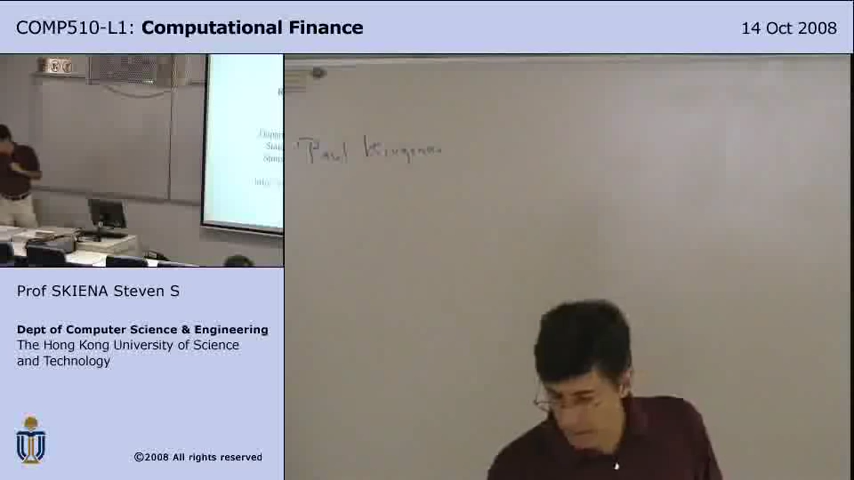 COMP510-L1: Computational Finance
14 Oct 2008
Paul Krugman
Prof SKIENA Steven S
Dept of Computer Science & Engineering
The Hong Kong University of Science
and Technology
©2008 All rights reserved